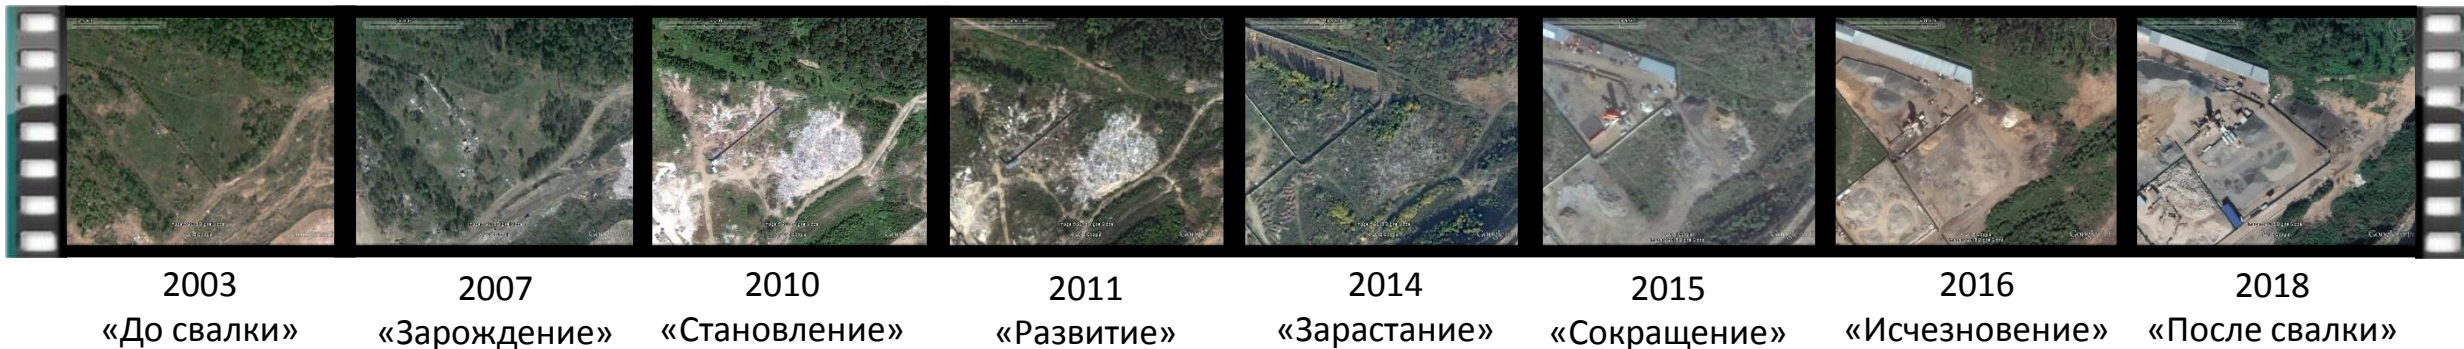 2003
«До свалки»
2007
«Зарождение»
2010
«Становление»
2011
«Развитие»
2014
«Зарастание»
2015
«Сокращение»
2016
«Исчезновение»
2018
«После свалки»